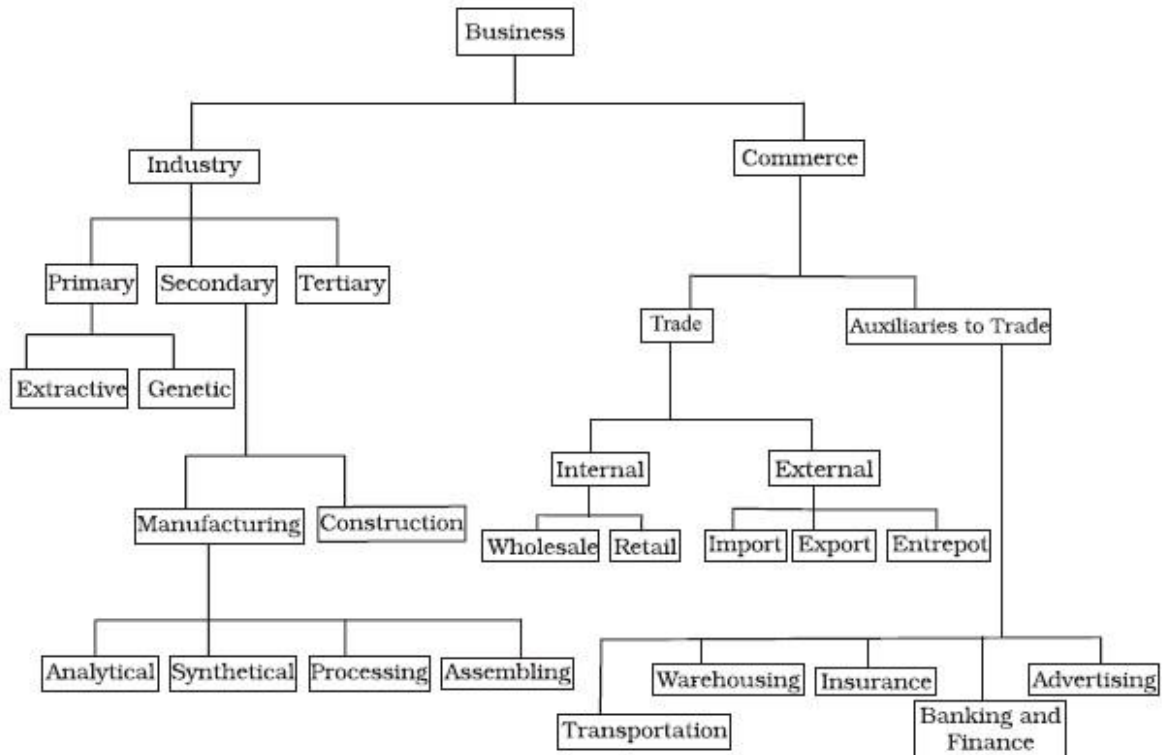 Business
Industry
Commerce
Primary
Secondary
Tertiary
Trade
Auxiliaries to Trade
Extractive
Genetic
Internal
External
Manufacturing
Construction
Wholesale
Retail
Import
Export
Entrepot
Analytical
Synthetical
Processing
Assembling
Warehousing
Insurance
Advertising
Transportation
Banking and
Finance